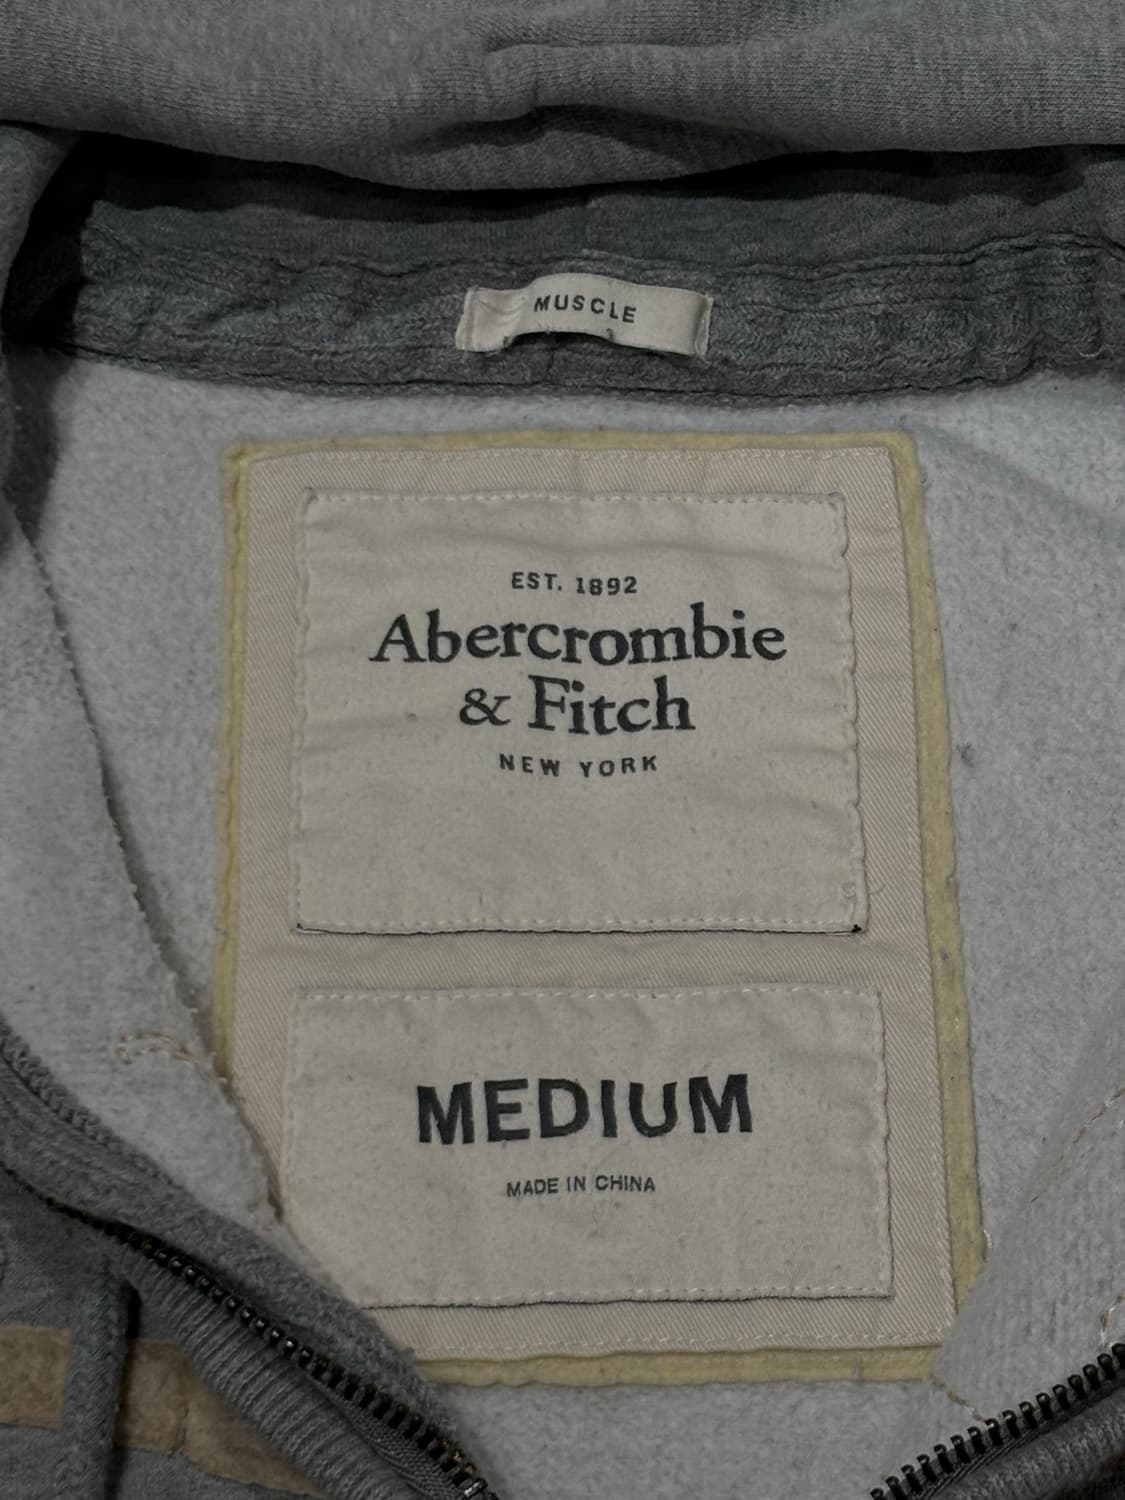 MUSCLE
EST. 1892
Abercrombie
& Fitch
NEW YORK
MEDIUM
MADE IN CHINA